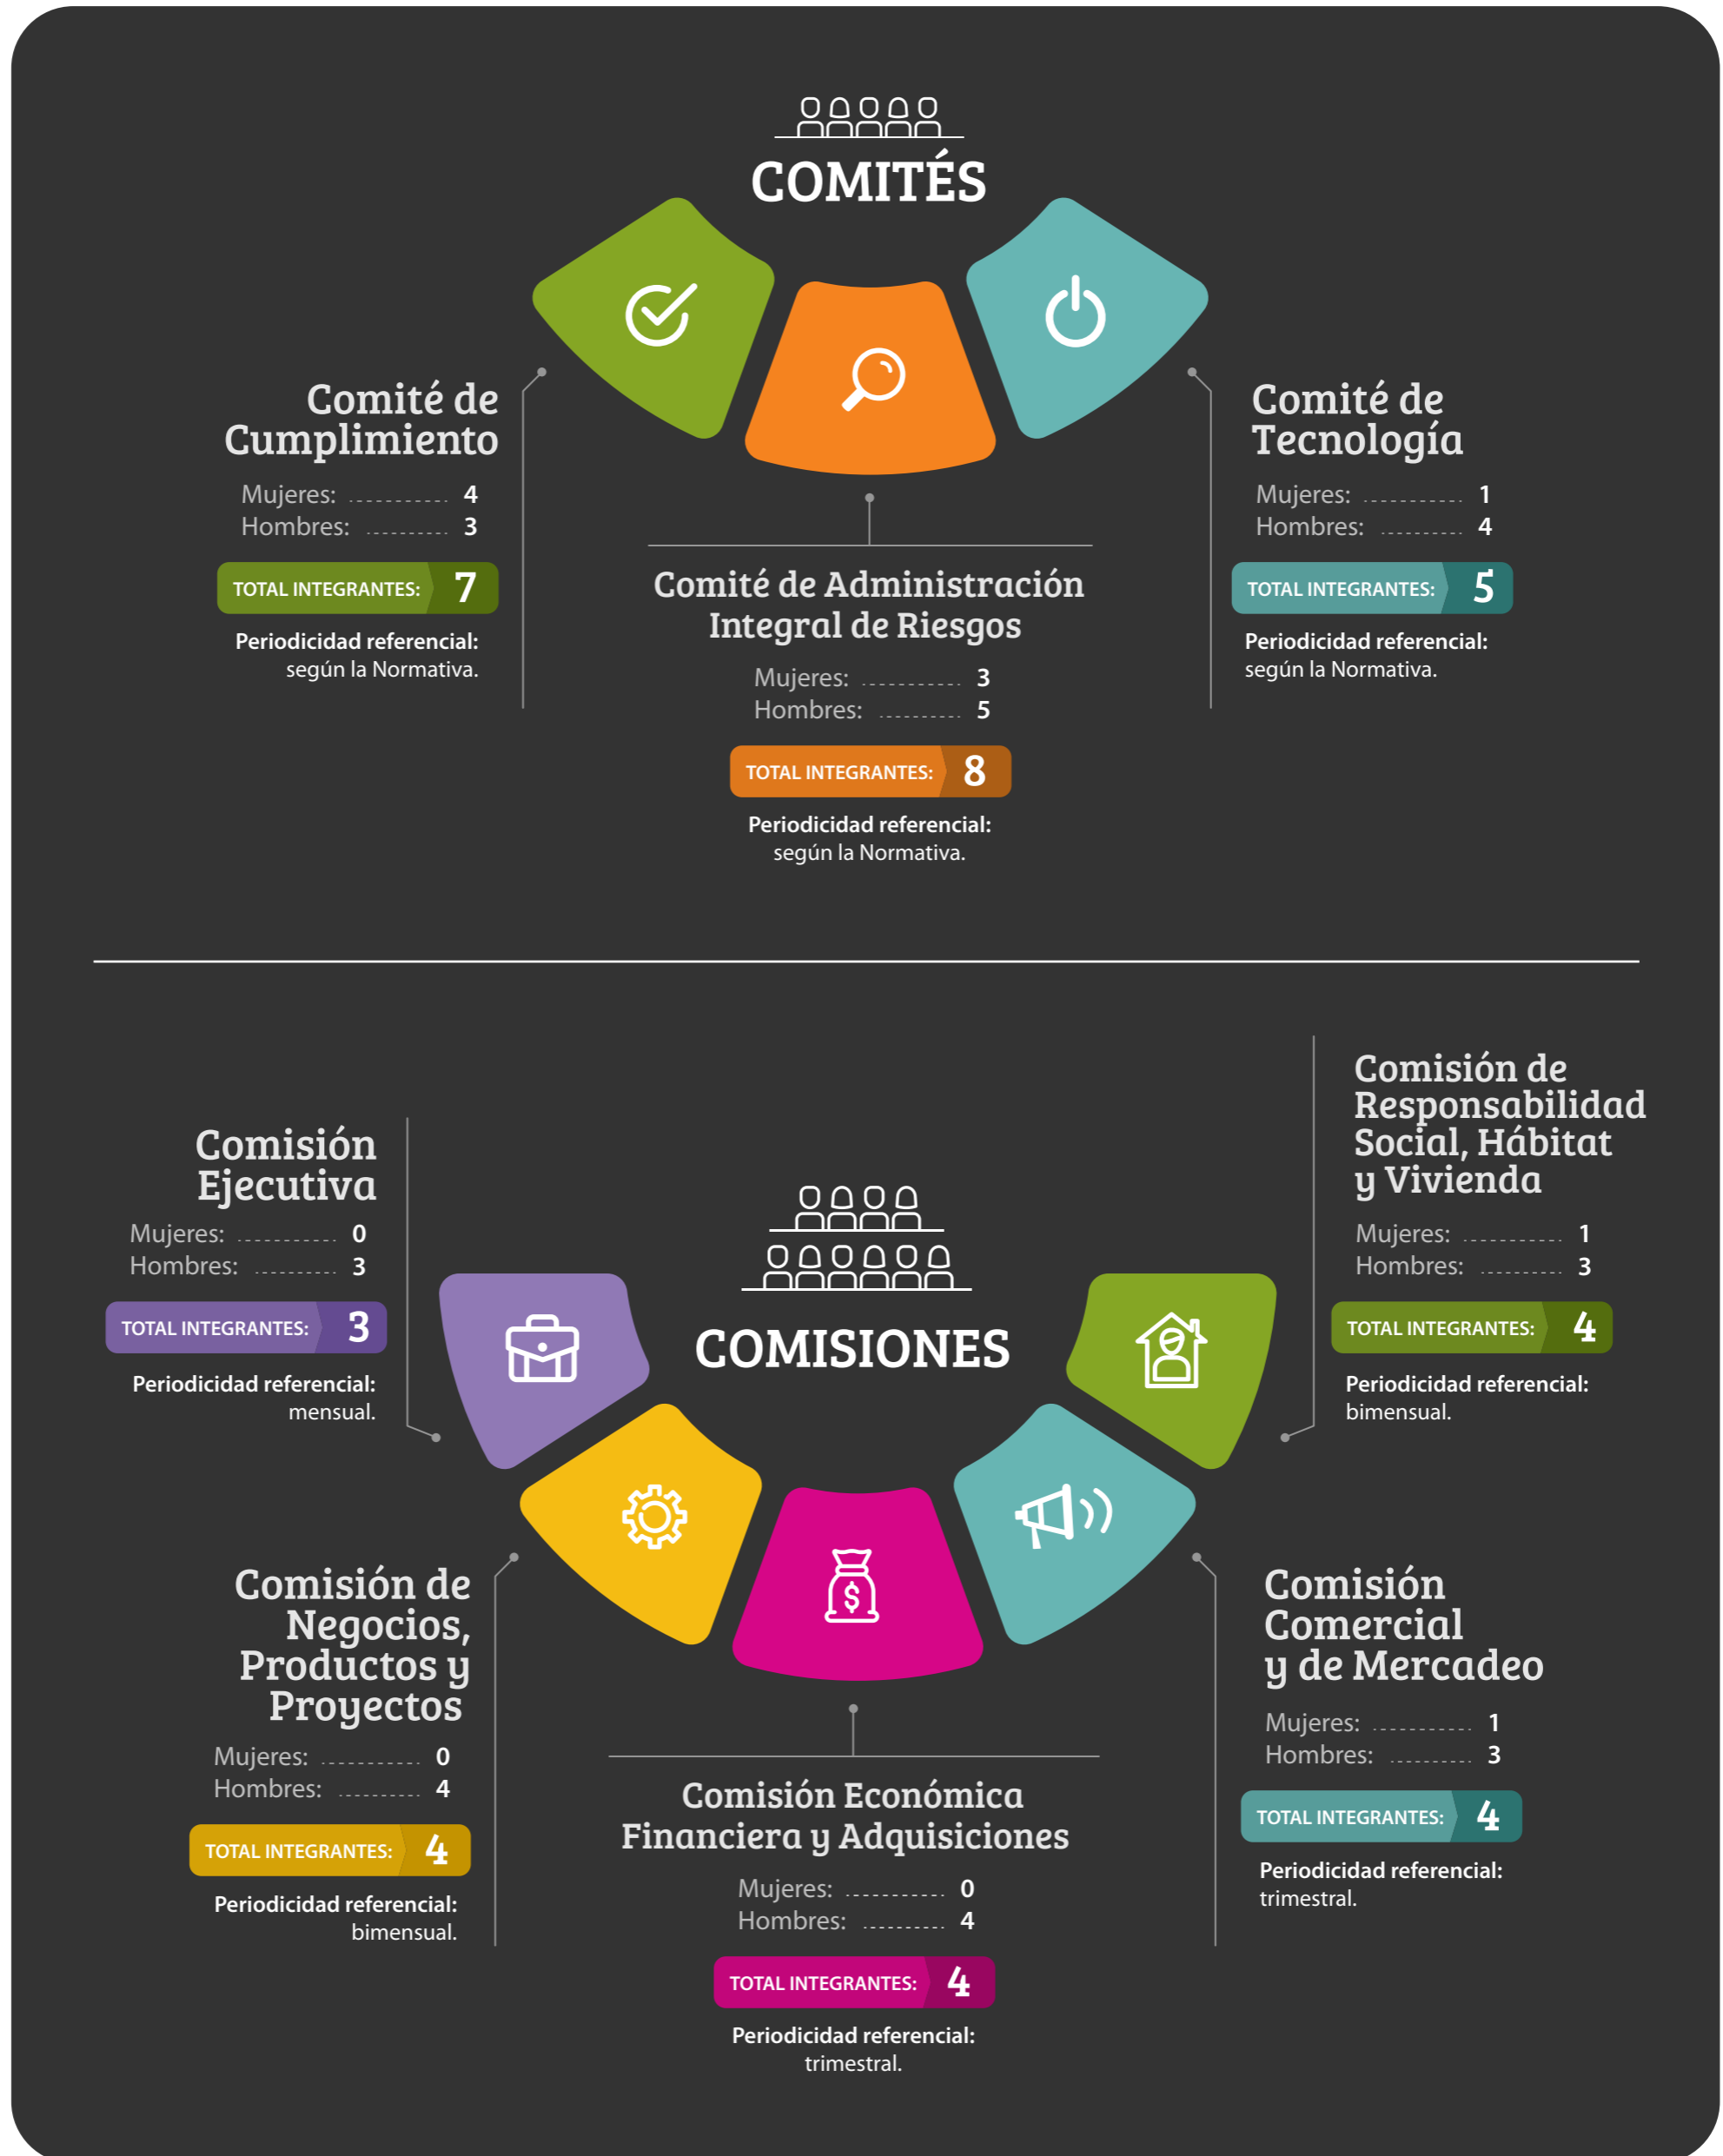 COMITÉS
Comité de
Cumplimiento
Mujeres: 4
Hombres: 3
TOTAL INTEGRANTES: 7
Periodicidad referencial:
según la Normativa.
Comité de Administración
Integral de Riesgos
Mujeres: 3
Hombres: 5
TOTAL INTEGRANTES: 8
Periodicidad referencial:
según la Normativa.
Comité de
Tecnología
Mujeres: 1
Hombres: 4
TOTAL INTEGRANTES: 5
Periodicidad referencial:
según la Normativa.
COMISIONES
Comisión
Ejecutiva
Mujeres: 0
Hombres: 3
TOTAL INTEGRANTES: 3
Periodicidad referencial:
mensual.
Comisión de
Negocios,
Productos y
Proyectos
Mujeres: 0
Hombres: 4
TOTAL INTEGRANTES: 4
Periodicidad referencial:
bimensual.
$
Comisión Económica
Financiera y Adquisiciones
Mujeres: 0
Hombres: 4
TOTAL INTEGRANTES: 4
Periodicidad referencial:
trimestral.
Comisión
Comercial
y de Mercadeo
Mujeres: 1
Hombres: 3
TOTAL INTEGRANTES: 4
Periodicidad referencial:
trimestral.
Comisión de
Responsabilidad
Social, Hábitat
y Vivienda
Mujeres: 1
Hombres: 3
TOTAL INTEGRANTES: 4
Periodicidad referencial:
bimensual.